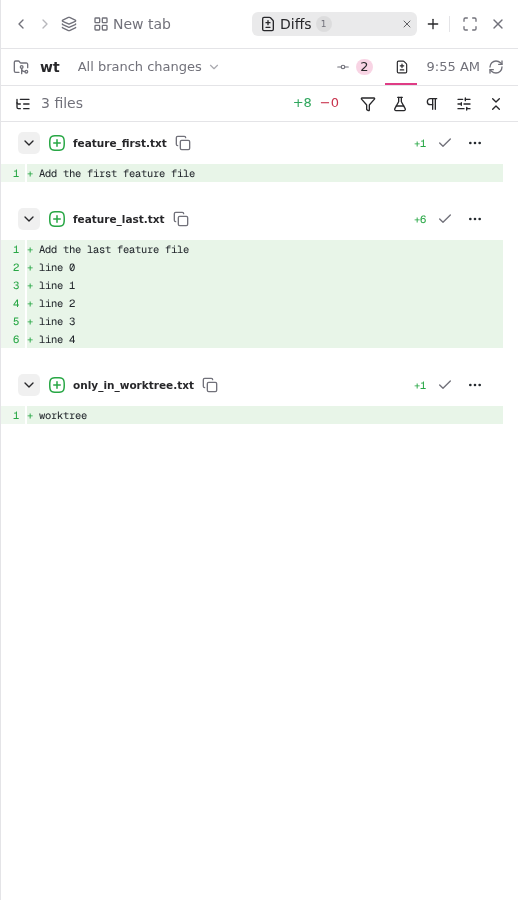 New tab
Diffs 1
wt All branch changes 2 9:55 AM
3 files +8 −0
feature_first.txt +1
1 + Add the first feature file
feature_last.txt +6
1 + Add the last feature file
2 + line 0
3 + line 1
4 + line 2
5 + line 3
6 + line 4
only_in_worktree.txt +1
1 + worktree